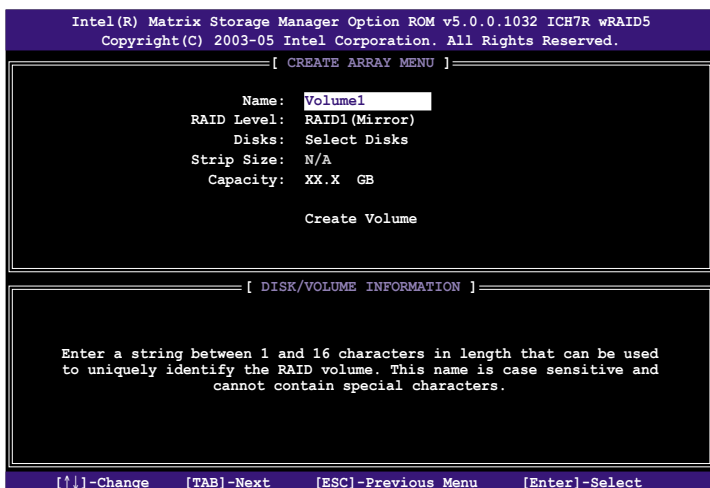 Intel(R) Matrix Storage Manager Option ROM v5.0.0.1032 ICH7R wRAID5
Copyright(C) 2003-05 Intel Corporation. All Rights Reserved.
[ CREATE ARRAY MENU ]
Name: Volume1
RAID Level: RAID1(Mirror)
Disks: Select Disks
Strip Size: N/A
Capacity: XX.X GB
Create Volume
[ DISK/VOLUME INFORMATION ]
Enter a string between 1 and 16 characters in length that can be used
to uniquely identify the RAID volume. This name is case sensitive and
cannot contain special characters.
[↑↓]-Change [TAB]-Next [ESC]-Previous Menu [Enter]-Select